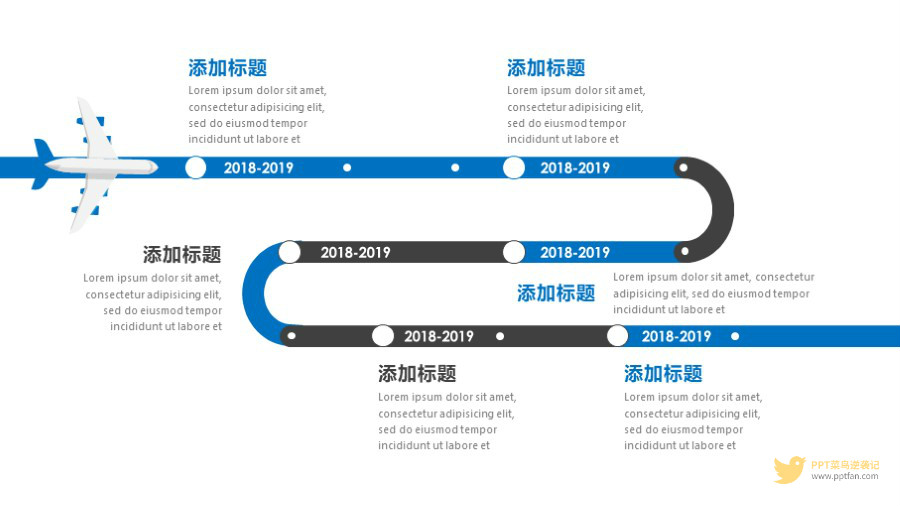 添加标题
Lorem ipsum dolor sit amet,
consectetur adipisicing elit,
sed do eiusmod tempor
incididunt ut labore et
添加标题
Lorem ipsum dolor sit amet,
consectetur adipisicing elit,
sed do eiusmod tempor
incididunt ut labore et
2018-2019
2018-2019
添加标题
Lorem ipsum dolor sit amet,
consectetur adipisicing elit,
sed do eiusmod tempor
incididunt ut labore et
2018-2019
2018-2019
添加标题
Lorem ipsum dolor sit amet, consectetur
adipisicing elit, sed do eiusmod tempor
incididunt ut labore et
2018-2019
2018-2019
添加标题
Lorem ipsum dolor sit amet,
consectetur adipisicing elit,
sed do eiusmod tempor
incididunt ut labore et
添加标题
Lorem ipsum dolor sit amet,
consectetur adipisicing elit,
sed do eiusmod tempor
incididunt ut labore et
PPT菜鸟逆袭记
www.pptfan.com